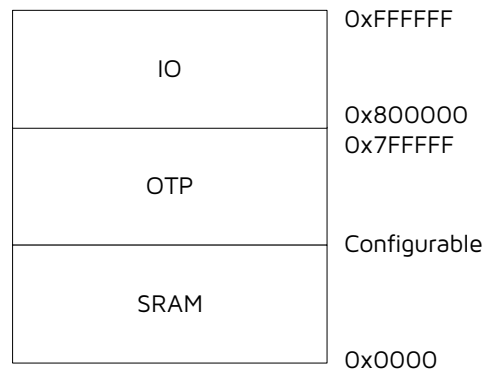 0xFFFFFF
IO
0x800000
0x7FFFFF
OTP
Configurable
SRAM
0x0000